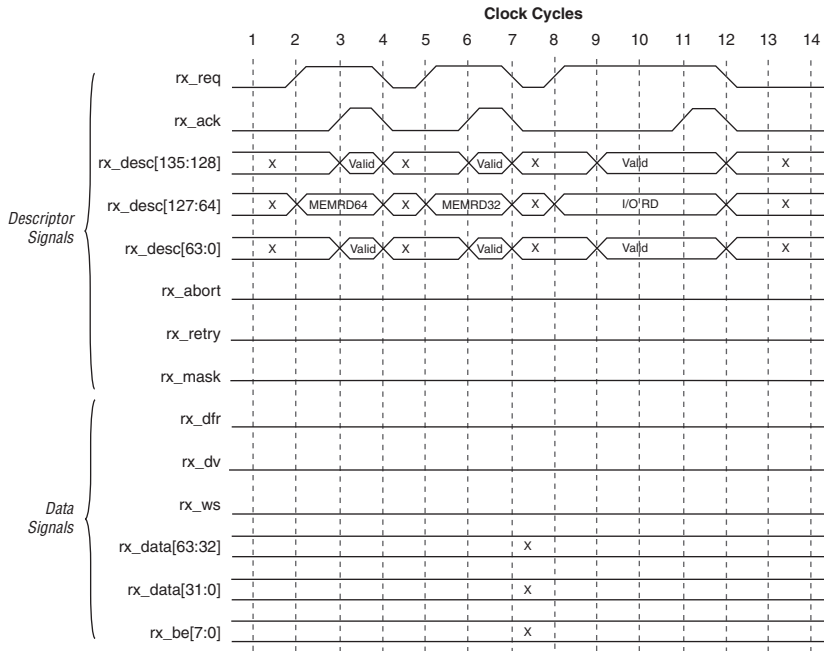 Clock Cycles
1 2 3 4 5 6 7 8 9 10 11 12 13 14
rx_req
rx_ack
rx_desc[135:128] X Valid X Valid X Valid X
rx_desc[127:64] X MEMRD64 X MEMRD32 X I/O RD X
Descriptor
Signals
rx_desc[63:0] X Valid X Valid X Valid X
rx_abort
rx_retry
rx_mask
rx_dfr
rx_dv
Data
Signals
rx_ws
rx_data[63:32] X
rx_data[31:0] X
rx_be[7:0] X